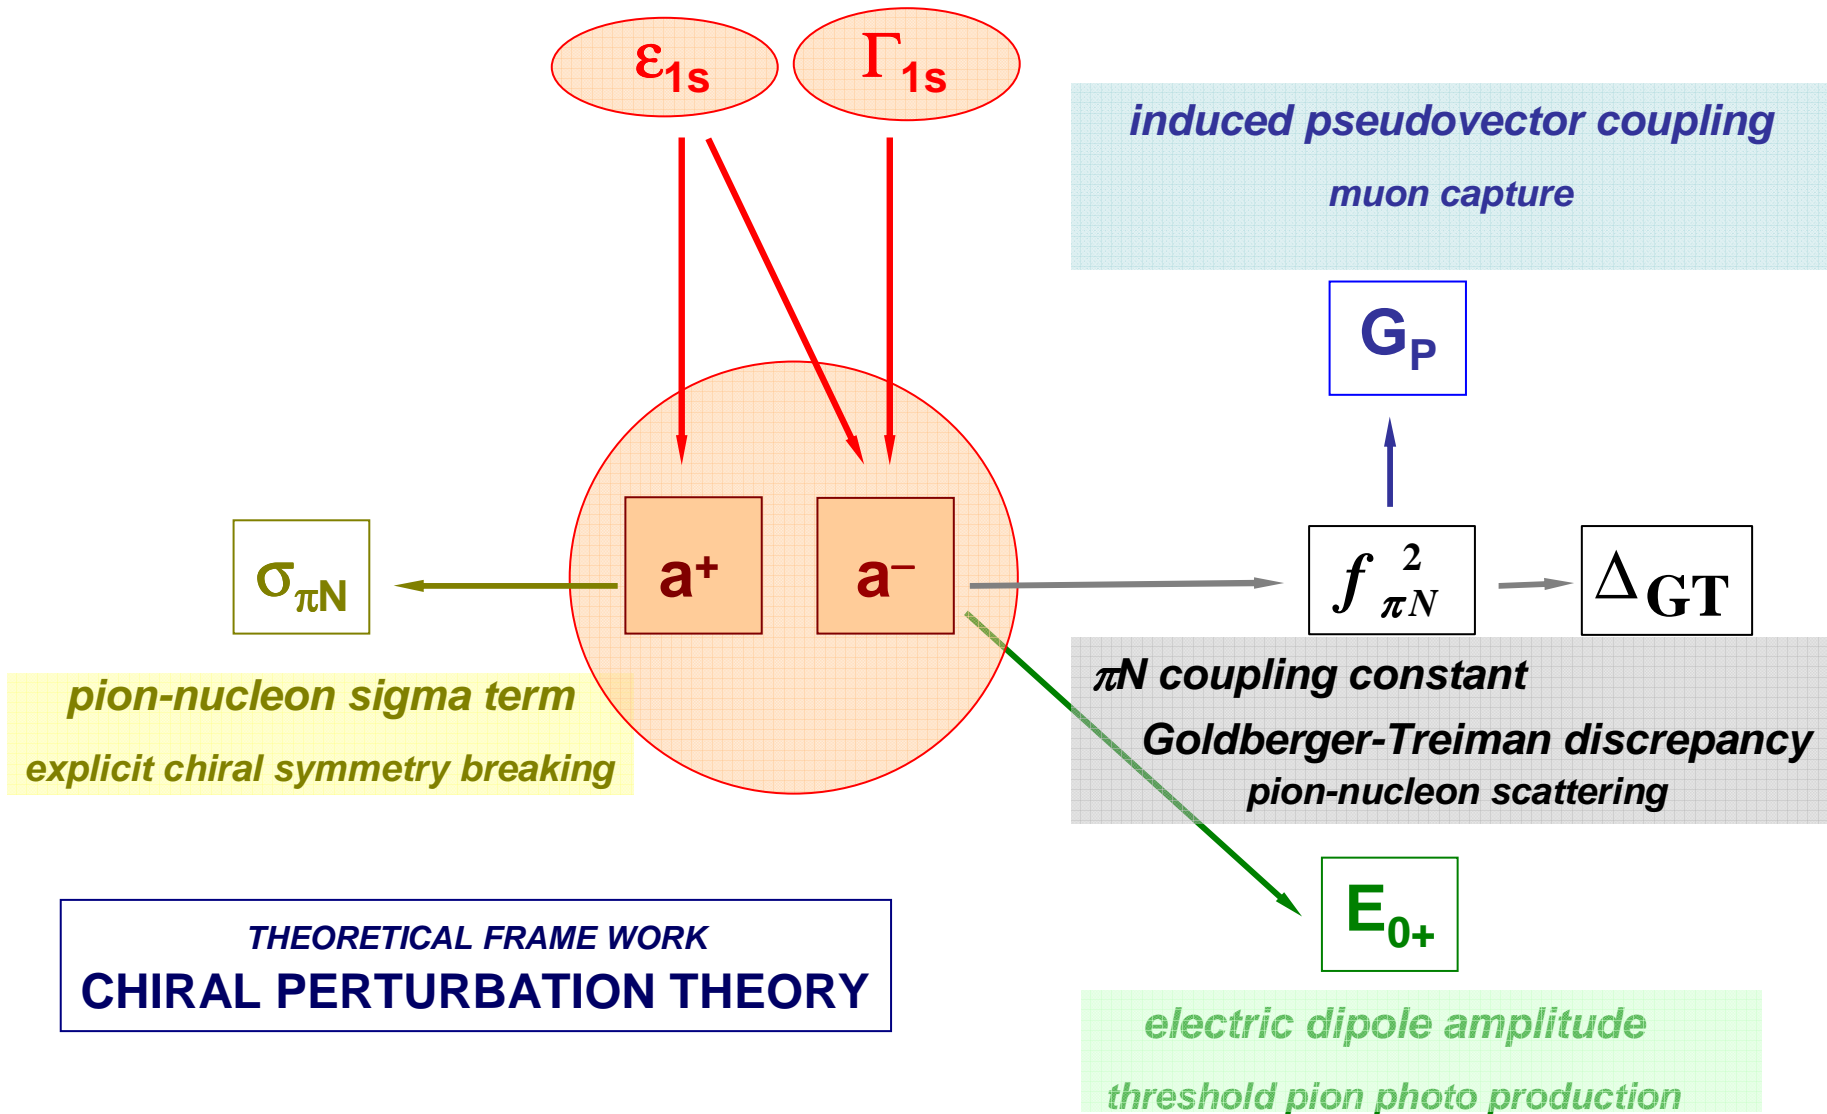 ε1s
Γ1s
induced pseudovector coupling
muon capture
GP
a+
a–
σπN
f 2 πN
ΔGT
pion-nucleon sigma term
explicit chiral symmetry breaking
πN coupling constant
Goldberger-Treiman discrepancy
pion-nucleon scattering
THEORETICAL FRAME WORK
CHIRAL PERTURBATION THEORY
E0+
electric dipole amplitude
threshold pion photo production